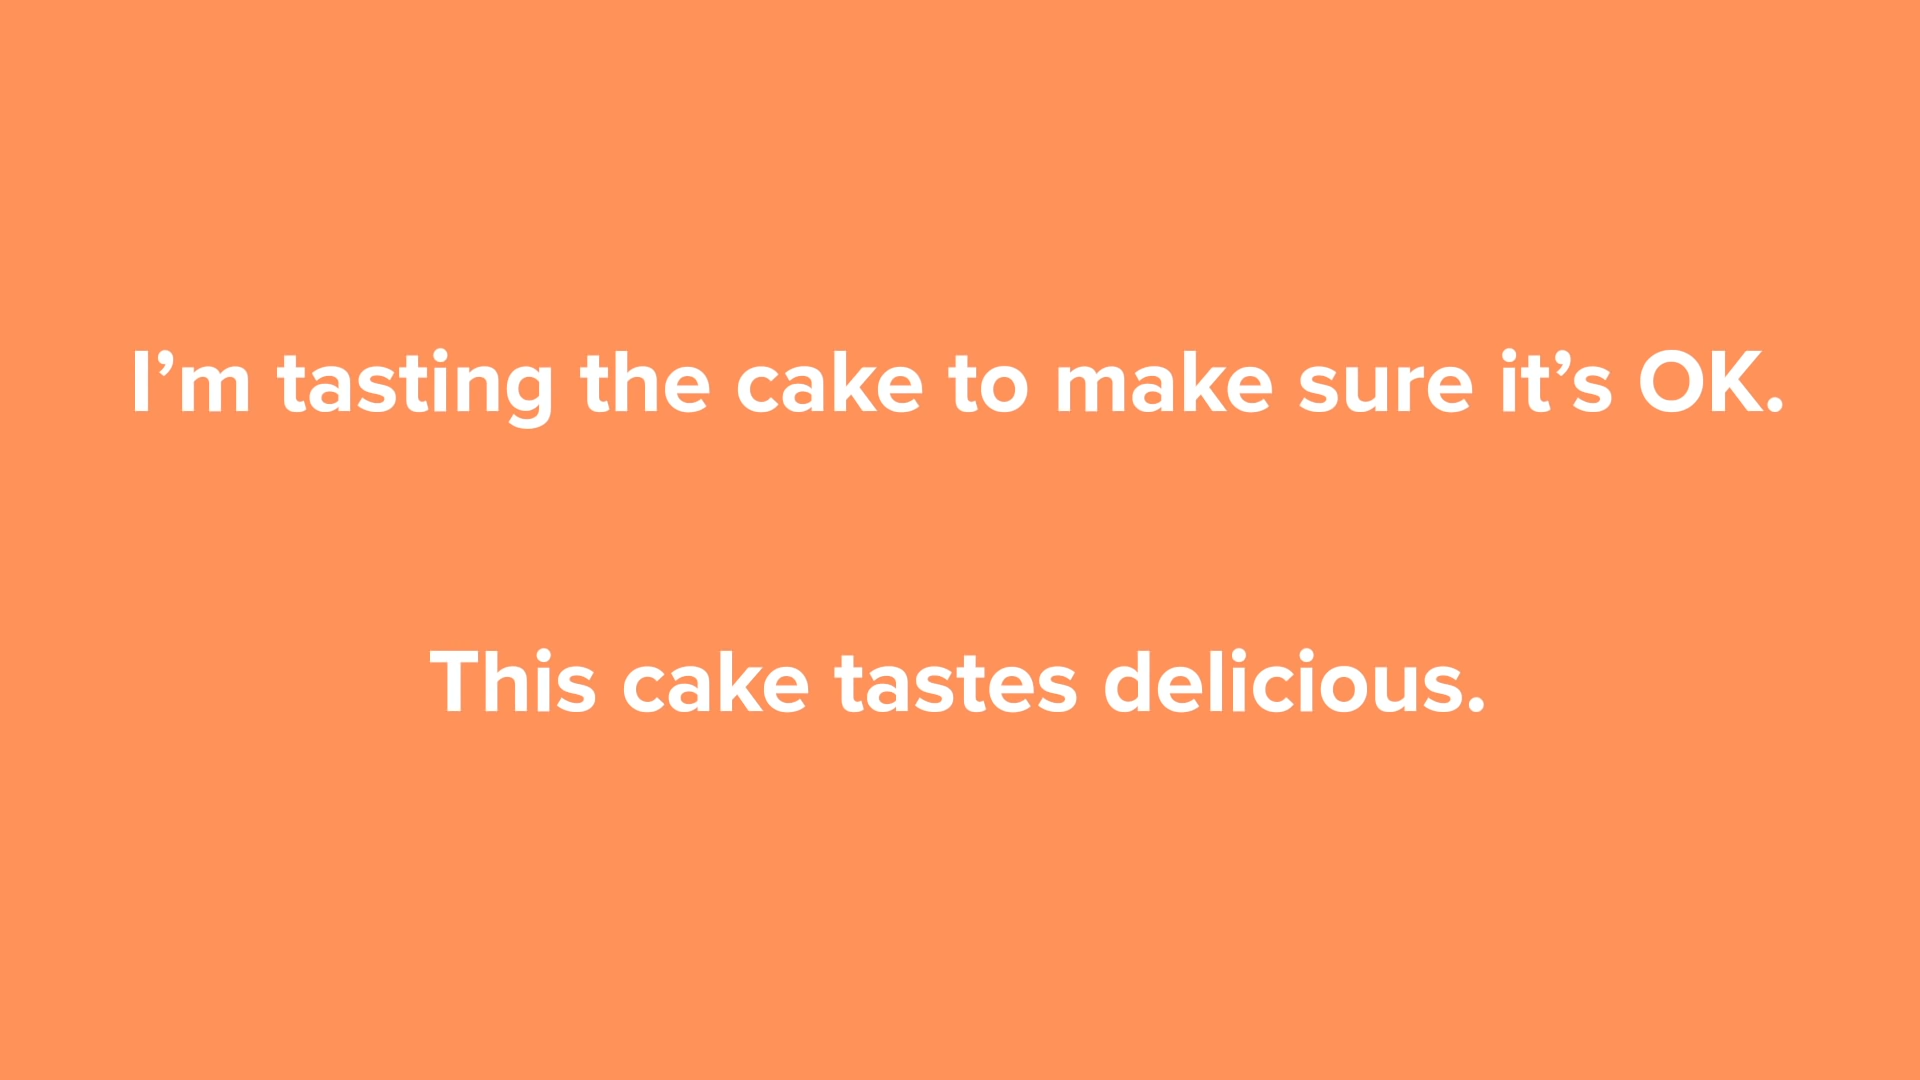 I’m tasting the cake to make sure it’s OK.
This cake tastes delicious.